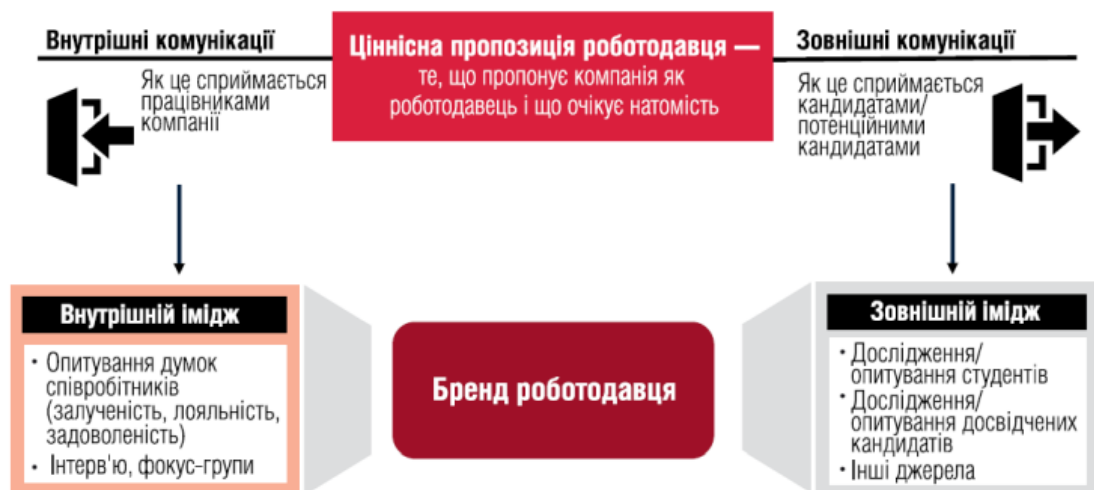 Внутрішні комунікації
Як це сприймається
працівниками
компанії
Ціннісна пропозиція роботодавця —
те, що пропонує компанія як
роботодавець і що очікує натомість
Зовнішні комунікації
Як це сприймається
кандидатами/
потенційними
кандидатами
Внутрішній імідж
• Опитування думок
співробітників
(залученість, лояльність,
задоволеність)
• Інтерв'ю, фокус-групи
Бренд роботодавця
Зовнішній імідж
• Дослідження/
опитування студентів
• Дослідження/
опитування досвідчених
кандидатів
• Інші джерела